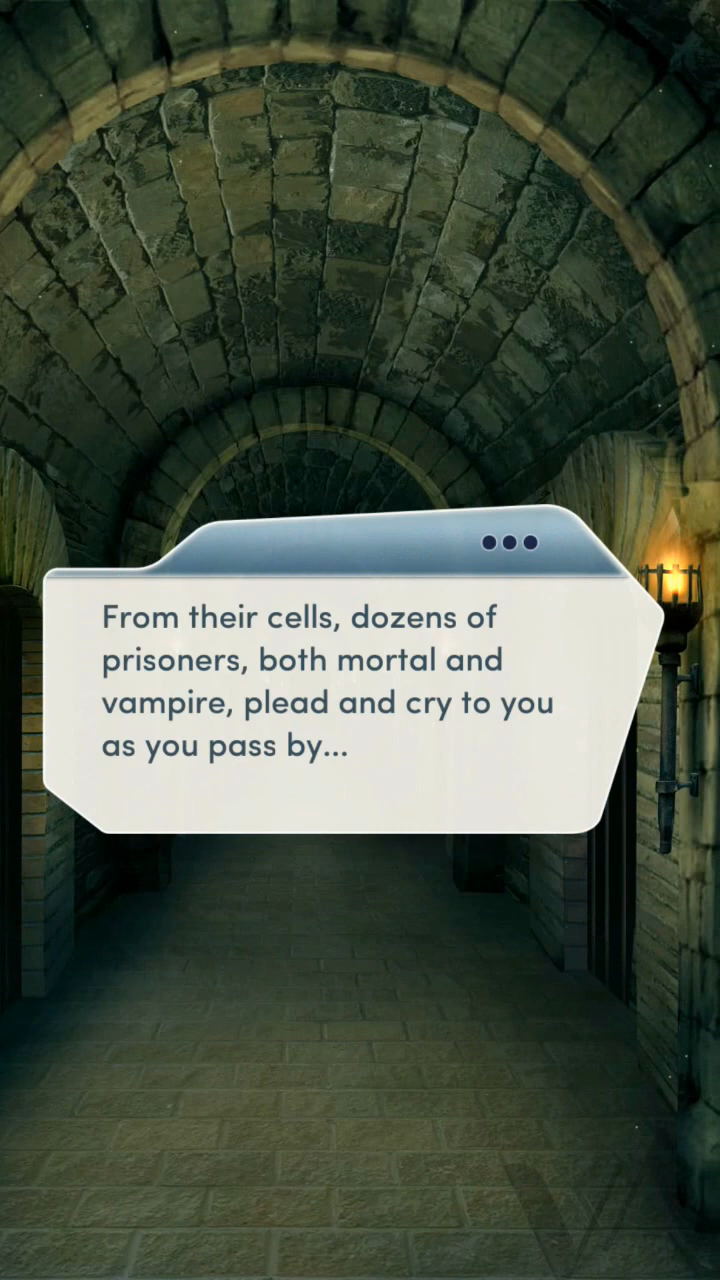 From their cells, dozens of
prisoners, both mortal and
vampire, plead and cry to you
as you pass by...